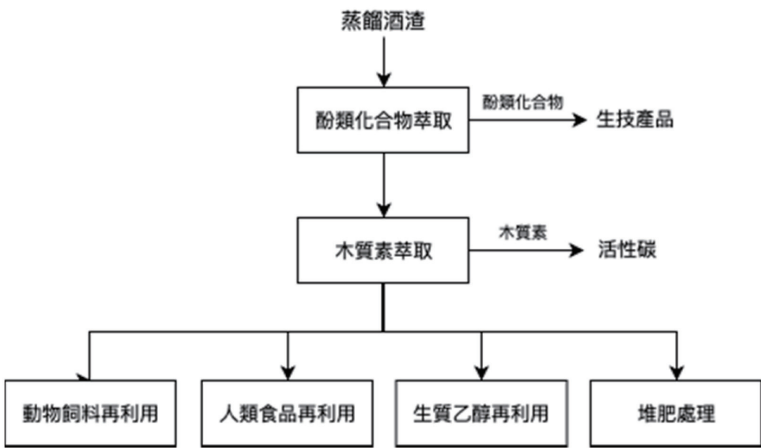 蒸餾酒渣
酚類化合物萃取
酚類化合物
生技產品
木質素萃取
木質素
活性碳
動物飼料再利用
人類食品再利用
生質乙醇再利用
堆肥處理